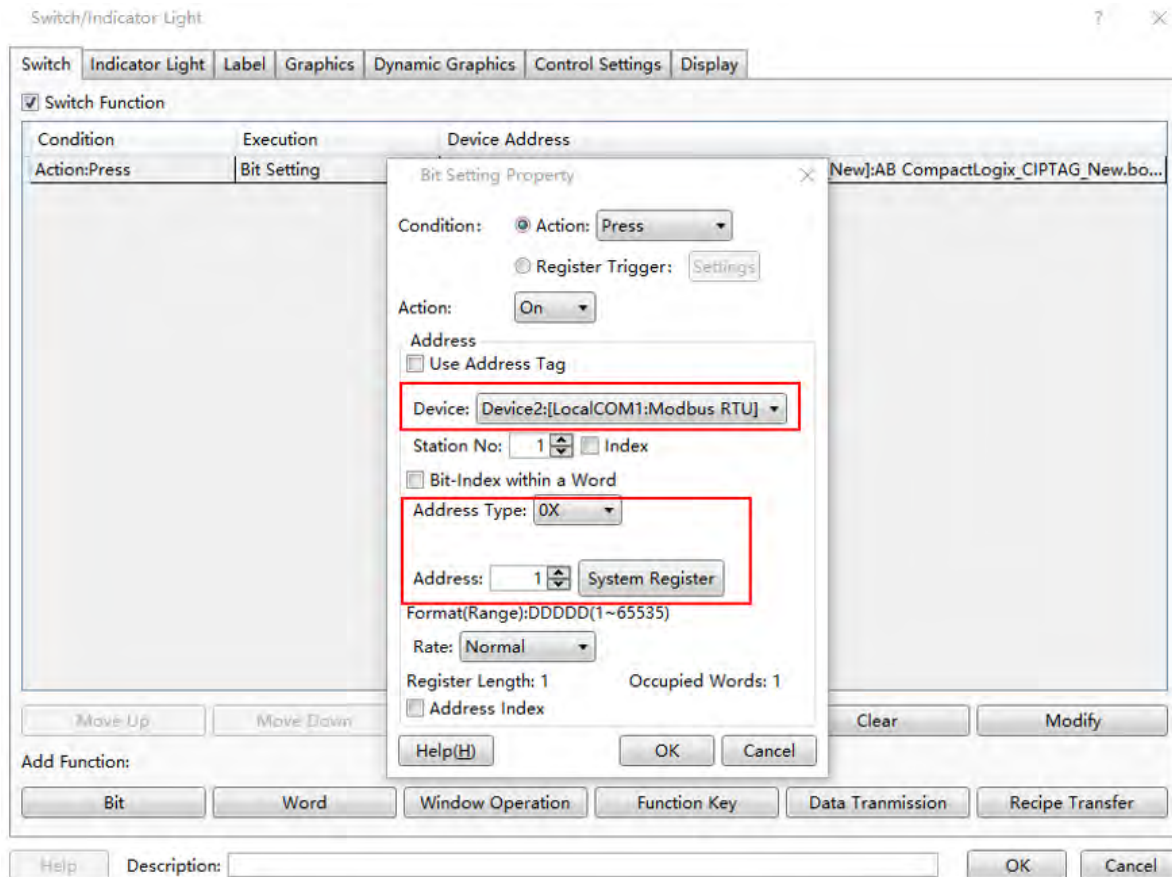 Switch/Indicator Light ?
Switch Indicator Light Label Graphics Dynamic Graphics Control Settings Display
Switch Function
Condition Execution Device Address
Action:Press Bit Setting New]:AB CompactLogix_CIPTAG_New.bo...
Bit Setting Property
Condition: Action: Press
Register Trigger: Settings
Action: On
Address
Use Address Tag
Device: Device2:[LocalCOM1:Modbus RTU]
Station No: 1 Index
Bit-Index within a Word
Address Type: 0X
Address: 1 System Register
Format(Range):DDDDD(1~65535)
Rate: Normal
Register Length: 1 Occupied Words: 1
Address Index
Help(H) OK Cancel
Move Up Move Down Clear Modify
Add Function:
Bit Word Window Operation Function Key Data Tranmission Recipe Transfer
Help Description: OK Cancel